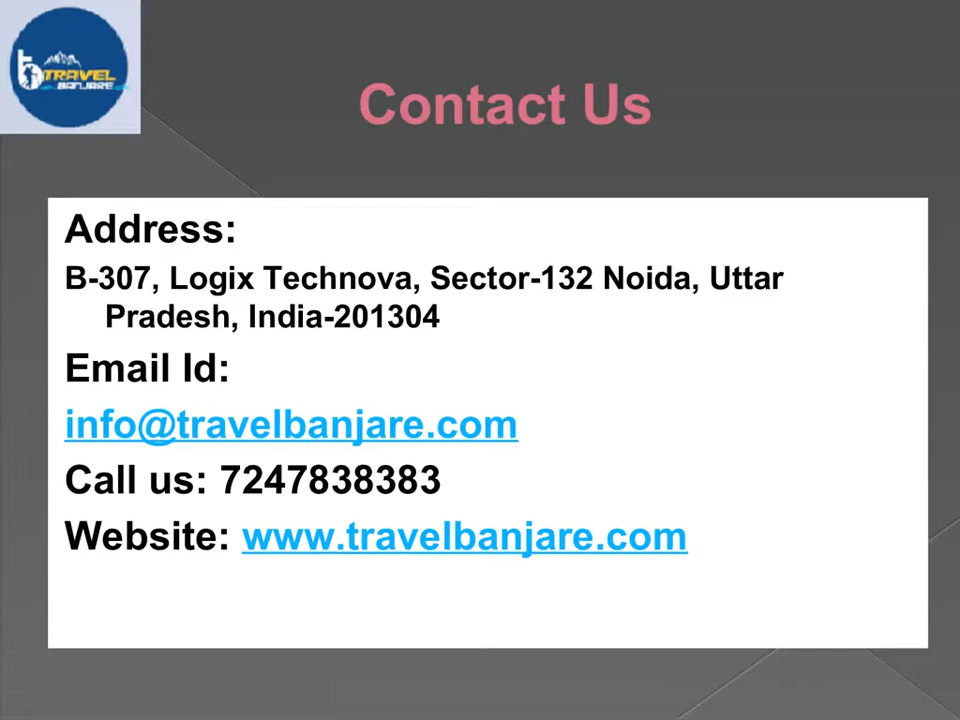 TRAVEL
BANJARE
Contact Us
Address:
B-307, Logix Technova, Sector-132 Noida, Uttar
Pradesh, India-201304
Email Id:
info@travelbanjare.com
Call us: 7247838383
Website: www.travelbanjare.com